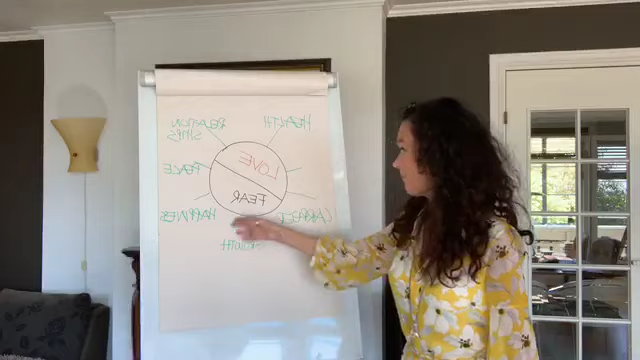 RELATION
SHIPS
HEALTH
LOVE
PEACE
FEAR
HAPPINESS
CAREER